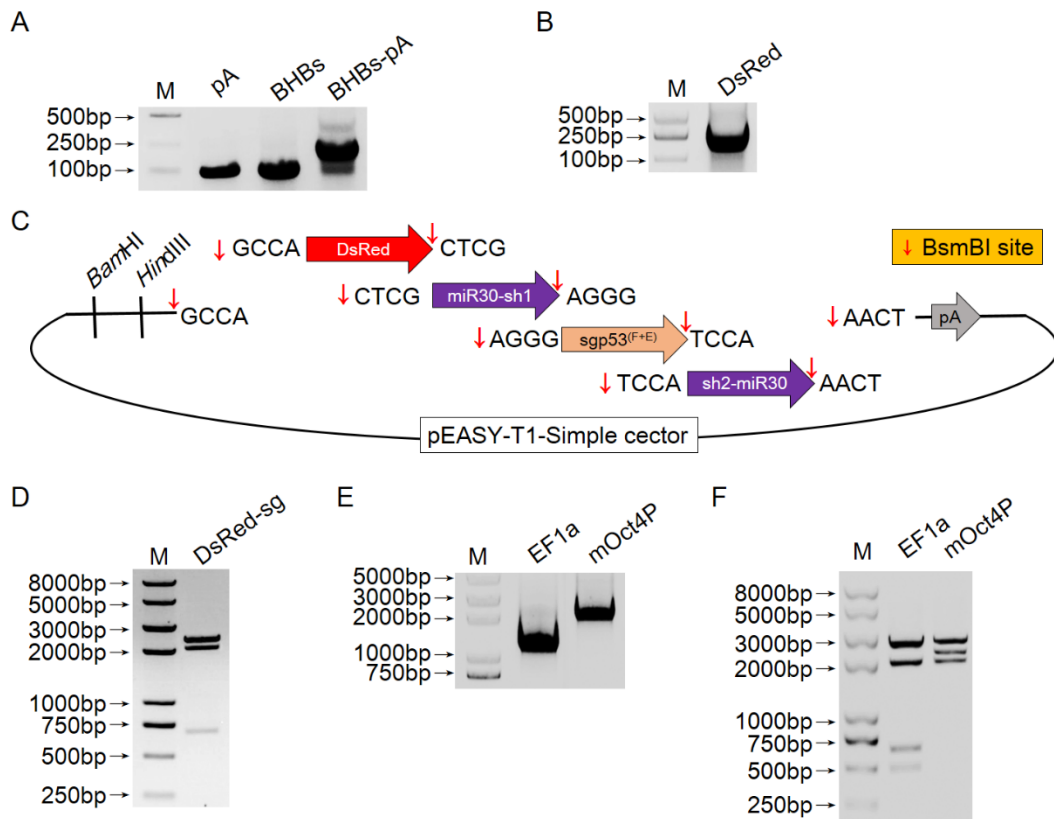 A
M
pA
BHBs
BHBs-pA
500bp
250bp
100bp
B
M
DsRed
500bp
250bp
100bp
C
BamHI
HindIII
GCCA
GCCA DsRed CTCG
CTCG miR30-sh1 AGGG
AGGG sgp53(F+E) TCCA
TCCA sh2-miR30 AACT
AACT pA
↓ BsmBI site
pEASY-T1-Simple cector
D
M
DsRed-sg
8000bp
5000bp
3000bp
2000bp
1000bp
750bp
500bp
250bp
E
M
EF1a
mOct4P
5000bp
3000bp
2000bp
1000bp
750bp
F
M
EF1a
mOct4P
8000bp
5000bp
3000bp
2000bp
1000bp
750bp
500bp
250bp